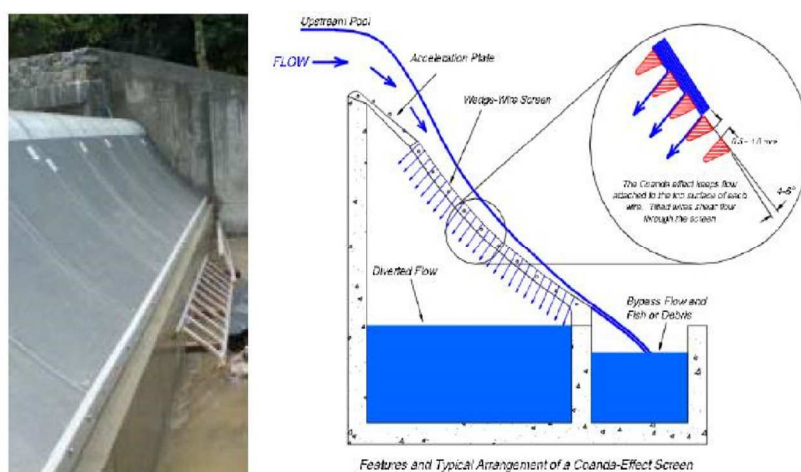 Upstream Pool
FLOW
Acceleration Plate
Wedge-Wire Screen
The Coanda effect keeps flow
attached to the top surface of each
wire. Tilted wires shear flow
through the screen
Diverted Flow
Bypass Flow and
Fish or Debris
Features and Typical Arrangement of a Coanda-Effect Screen